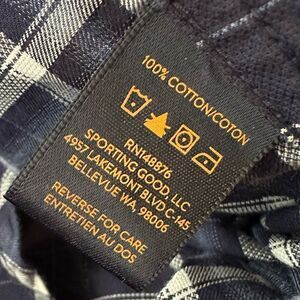 100% COTTON/COTON
RN148876
SPORTING GOOD, LLC
4957 LAKEMONT BLVD C-145
BELLEVUE WA, 98006
REVERSE FOR CARE
ENTRETIEN AU DOS